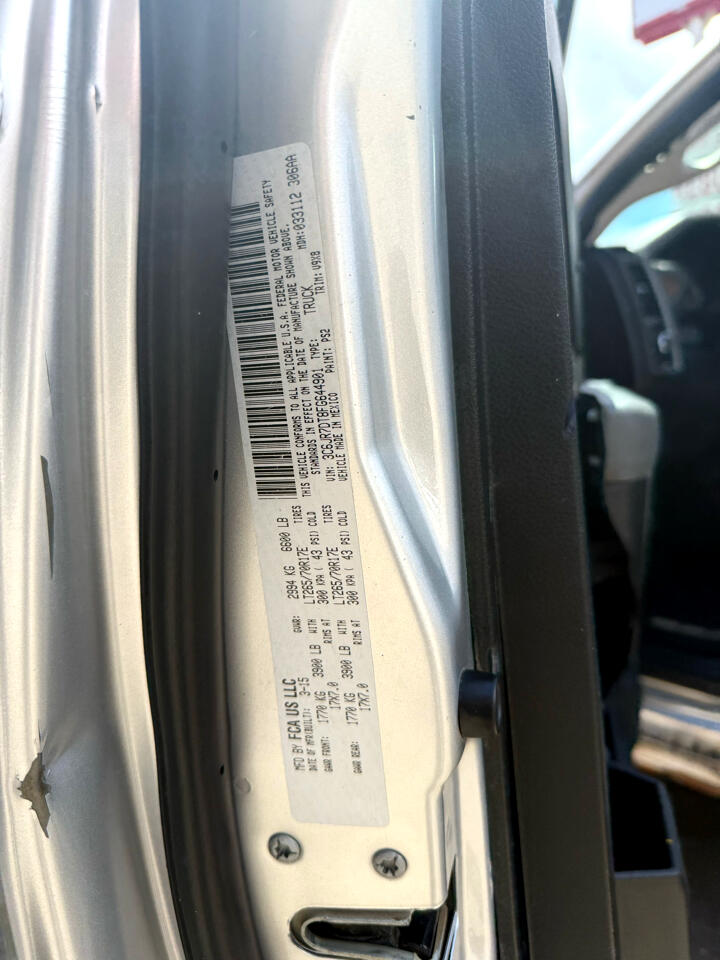 MFD BY FCA US LLC
DATE OF MFR(BUILT): 3-15 GVWR: 2994 KG 6600 LB
GAWR FRONT: 1770 KG 3900 LB WITH LT265/70R17E TIRES
17X7.0 RIMS AT 300 KPA ( 43 PSI) COLD
GAWR REAR: 1770 KG 3900 LB WITH LT265/70R17E TIRES
17X7.0 RIMS AT 300 KPA ( 43 PSI) COLD
THIS VEHICLE CONFORMS TO ALL APPLICABLE U.S.A. FEDERAL MOTOR VEHICLE SAFETY
STANDARDS IN EFFECT ON THE DATE OF MANUFACTURE SHOWN ABOVE.
VIN: 3C6JR7DT8FG644901 TYPE: TRUCK MDH: 033112 306AA
VEHICLE MADE IN MEXICO PAINT: PS2 TRIM: V9X8